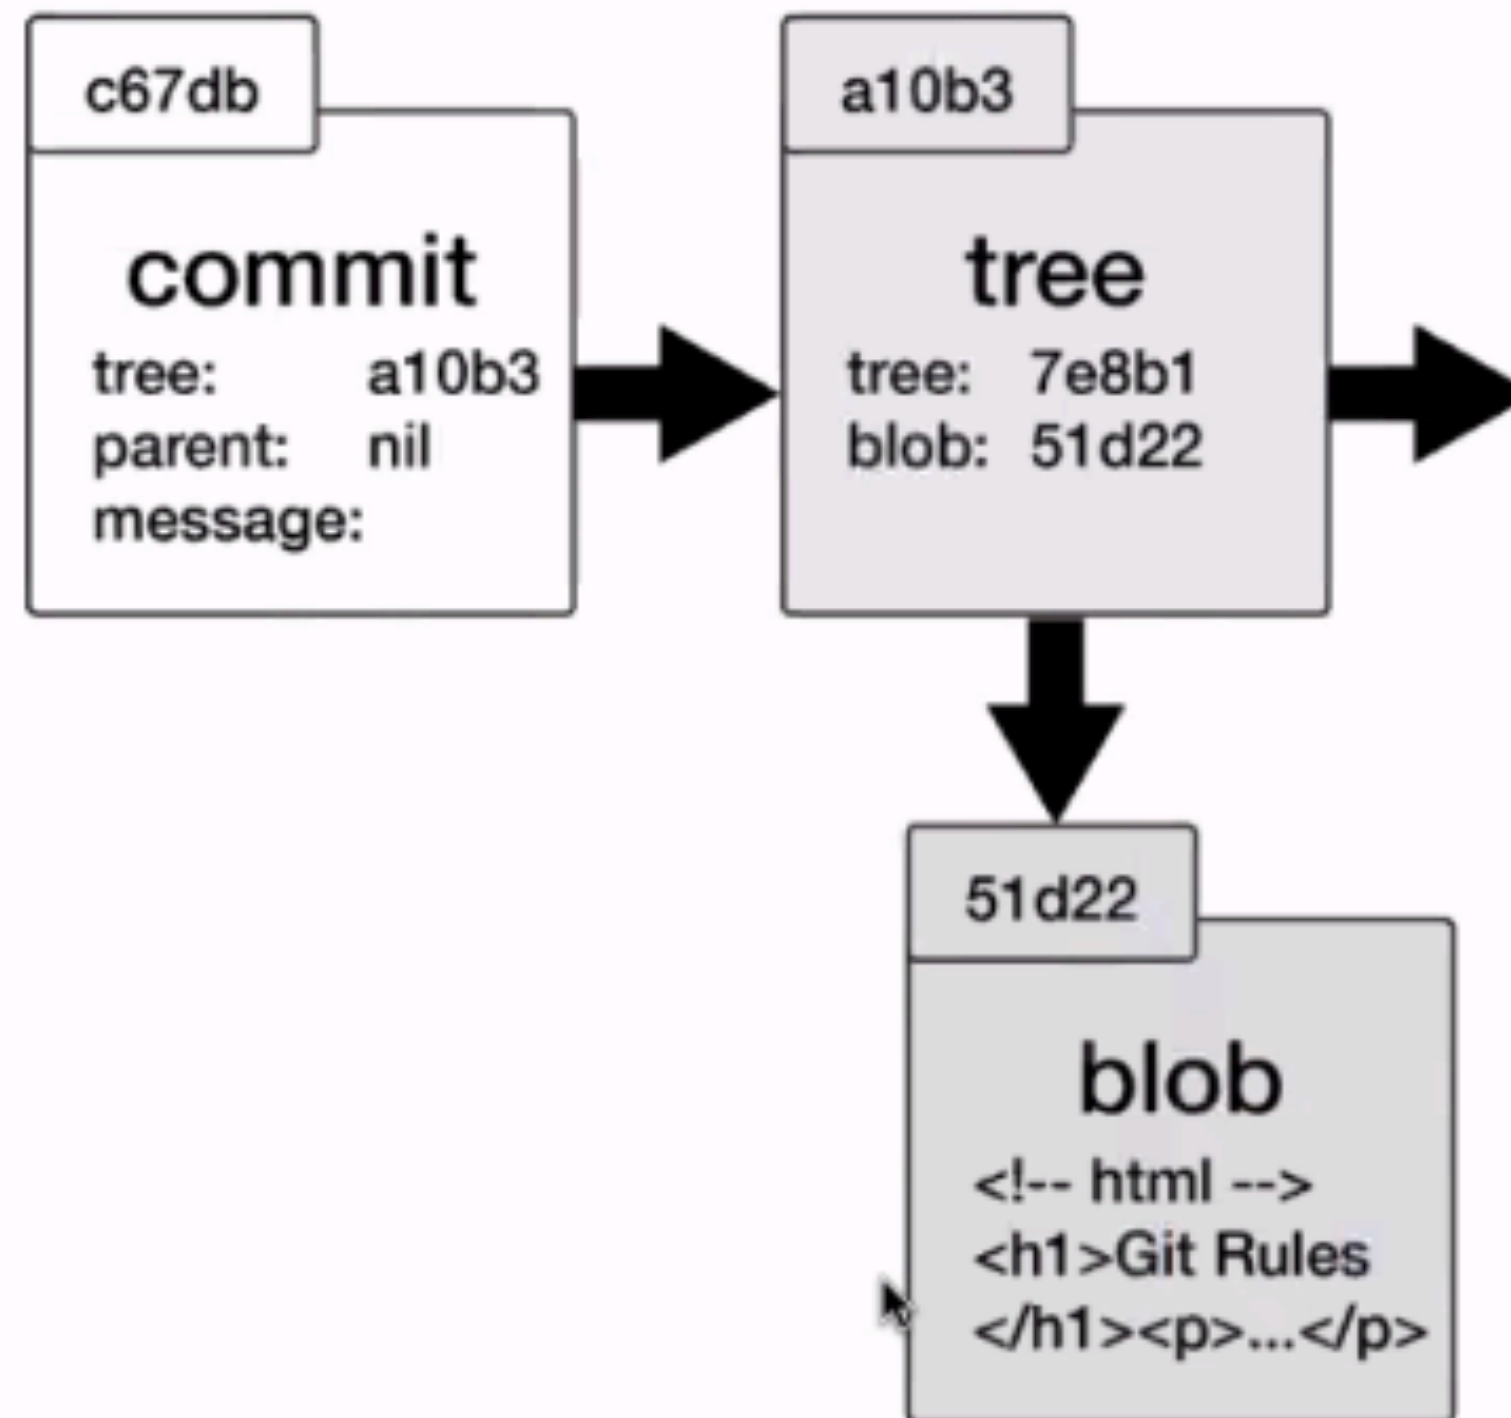 c67db
commit
tree: a10b3
parent: nil
message:
a10b3
tree
tree: 7e8b1
blob: 51d22
51d22
blob
<!-- html -->
<h1>Git Rules
</h1><p>...</p>